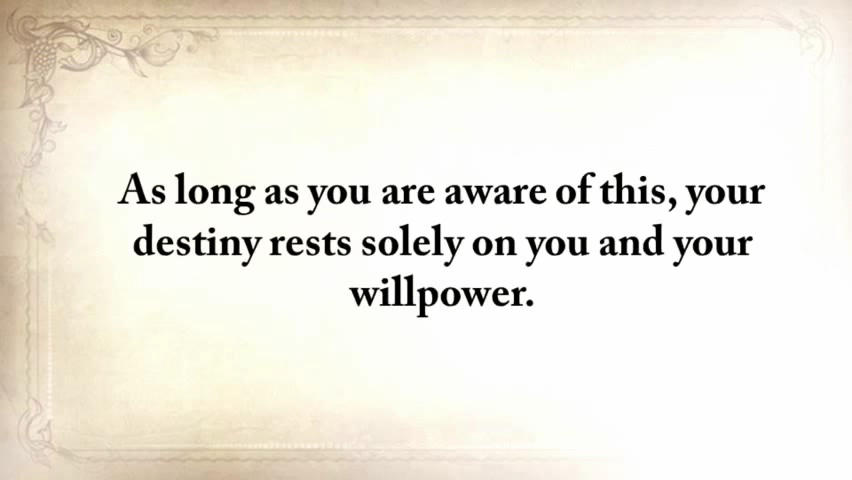 As long as you are aware of this, your
destiny rests solely on you and your
willpower.